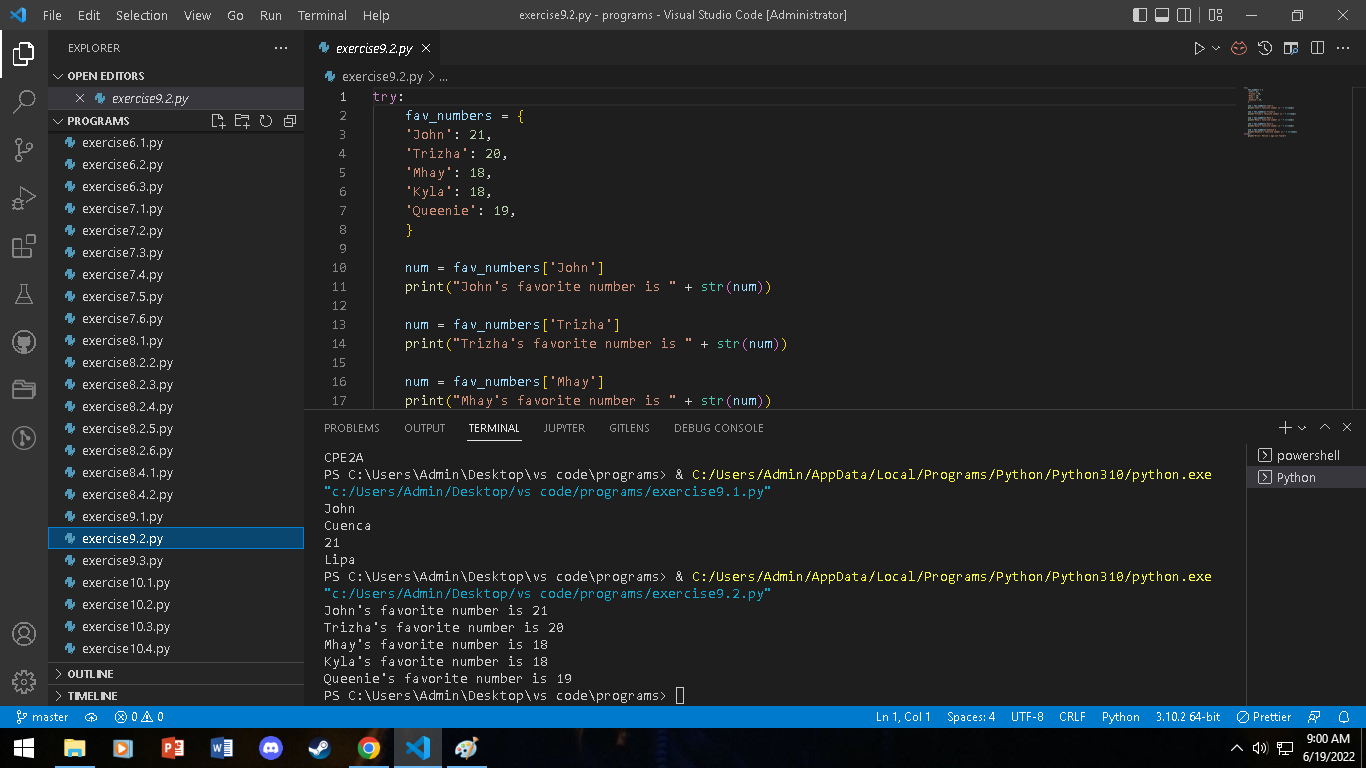 File Edit Selection View Go Run Terminal Help exercise9.2.py - programs - Visual Studio Code [Administrator]
EXPLORER
OPEN EDITORS
exercise9.2.py
PROGRAMS
exercise6.1.py
exercise6.2.py
exercise6.3.py
exercise7.1.py
exercise7.2.py
exercise7.3.py
exercise7.4.py
exercise7.5.py
exercise7.6.py
exercise8.1.py
exercise8.2.2.py
exercise8.2.3.py
exercise8.2.4.py
exercise8.2.5.py
exercise8.2.6.py
exercise8.4.1.py
exercise8.4.2.py
exercise9.1.py
exercise9.2.py
exercise9.3.py
exercise10.1.py
exercise10.2.py
exercise10.3.py
exercise10.4.py
OUTLINE
TIMELINE
exercise9.2.py
exercise9.2.py > ...
1 try:
2 fav_numbers = {
3 'John': 21,
4 'Trizha': 20,
5 'Mhay': 18,
6 'Kyla': 18,
7 'Queenie': 19,
8 }
9
10 num = fav_numbers['John']
11 print("John's favorite number is " + str(num))
12
13 num = fav_numbers['Trizha']
14 print("Trizha's favorite number is " + str(num))
15
16 num = fav_numbers['Mhay']
17 print("Mhay's favorite number is " + str(num))
PROBLEMS OUTPUT TERMINAL JUPYTER GITLENS DEBUG CONSOLE
CPE2A
PS C:\Users\Admin\Desktop\vs code\programs> & C:/Users/Admin/AppData/Local/Programs/Python/Python310/python.exe
"c:/Users/Admin/Desktop/vs code/programs/exercise9.1.py"
John
Cuenca
21
Lipa
PS C:\Users\Admin\Desktop\vs code\programs> & C:/Users/Admin/AppData/Local/Programs/Python/Python310/python.exe
"c:/Users/Admin/Desktop/vs code/programs/exercise9.2.py"
John's favorite number is 21
Trizha's favorite number is 20
Mhay's favorite number is 18
Kyla's favorite number is 18
Queenie's favorite number is 19
PS C:\Users\Admin\Desktop\vs code\programs>
powershell
Python
master 0 0 Ln 1, Col 1 Spaces: 4 UTF-8 CRLF Python 3.10.2 64-bit Prettier
9:00 AM
6/19/2022